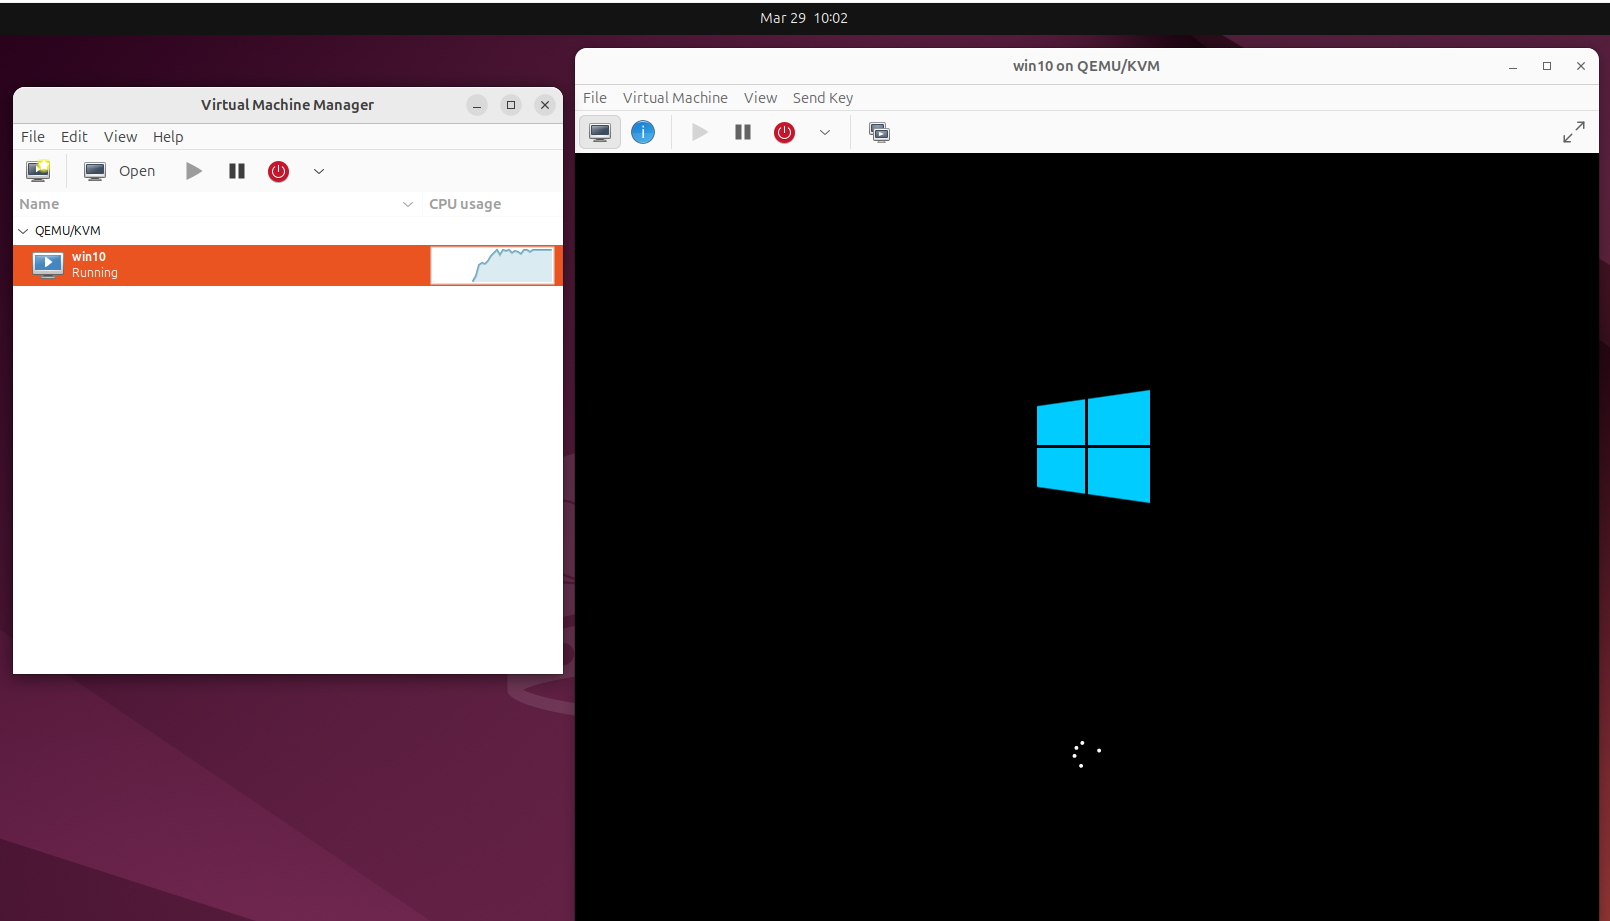 Mar 29 10:02
Virtual Machine Manager
File Edit View Help
Open
Name CPU usage
QEMU/KVM
win10
Running
win10 on QEMU/KVM
File Virtual Machine View Send Key